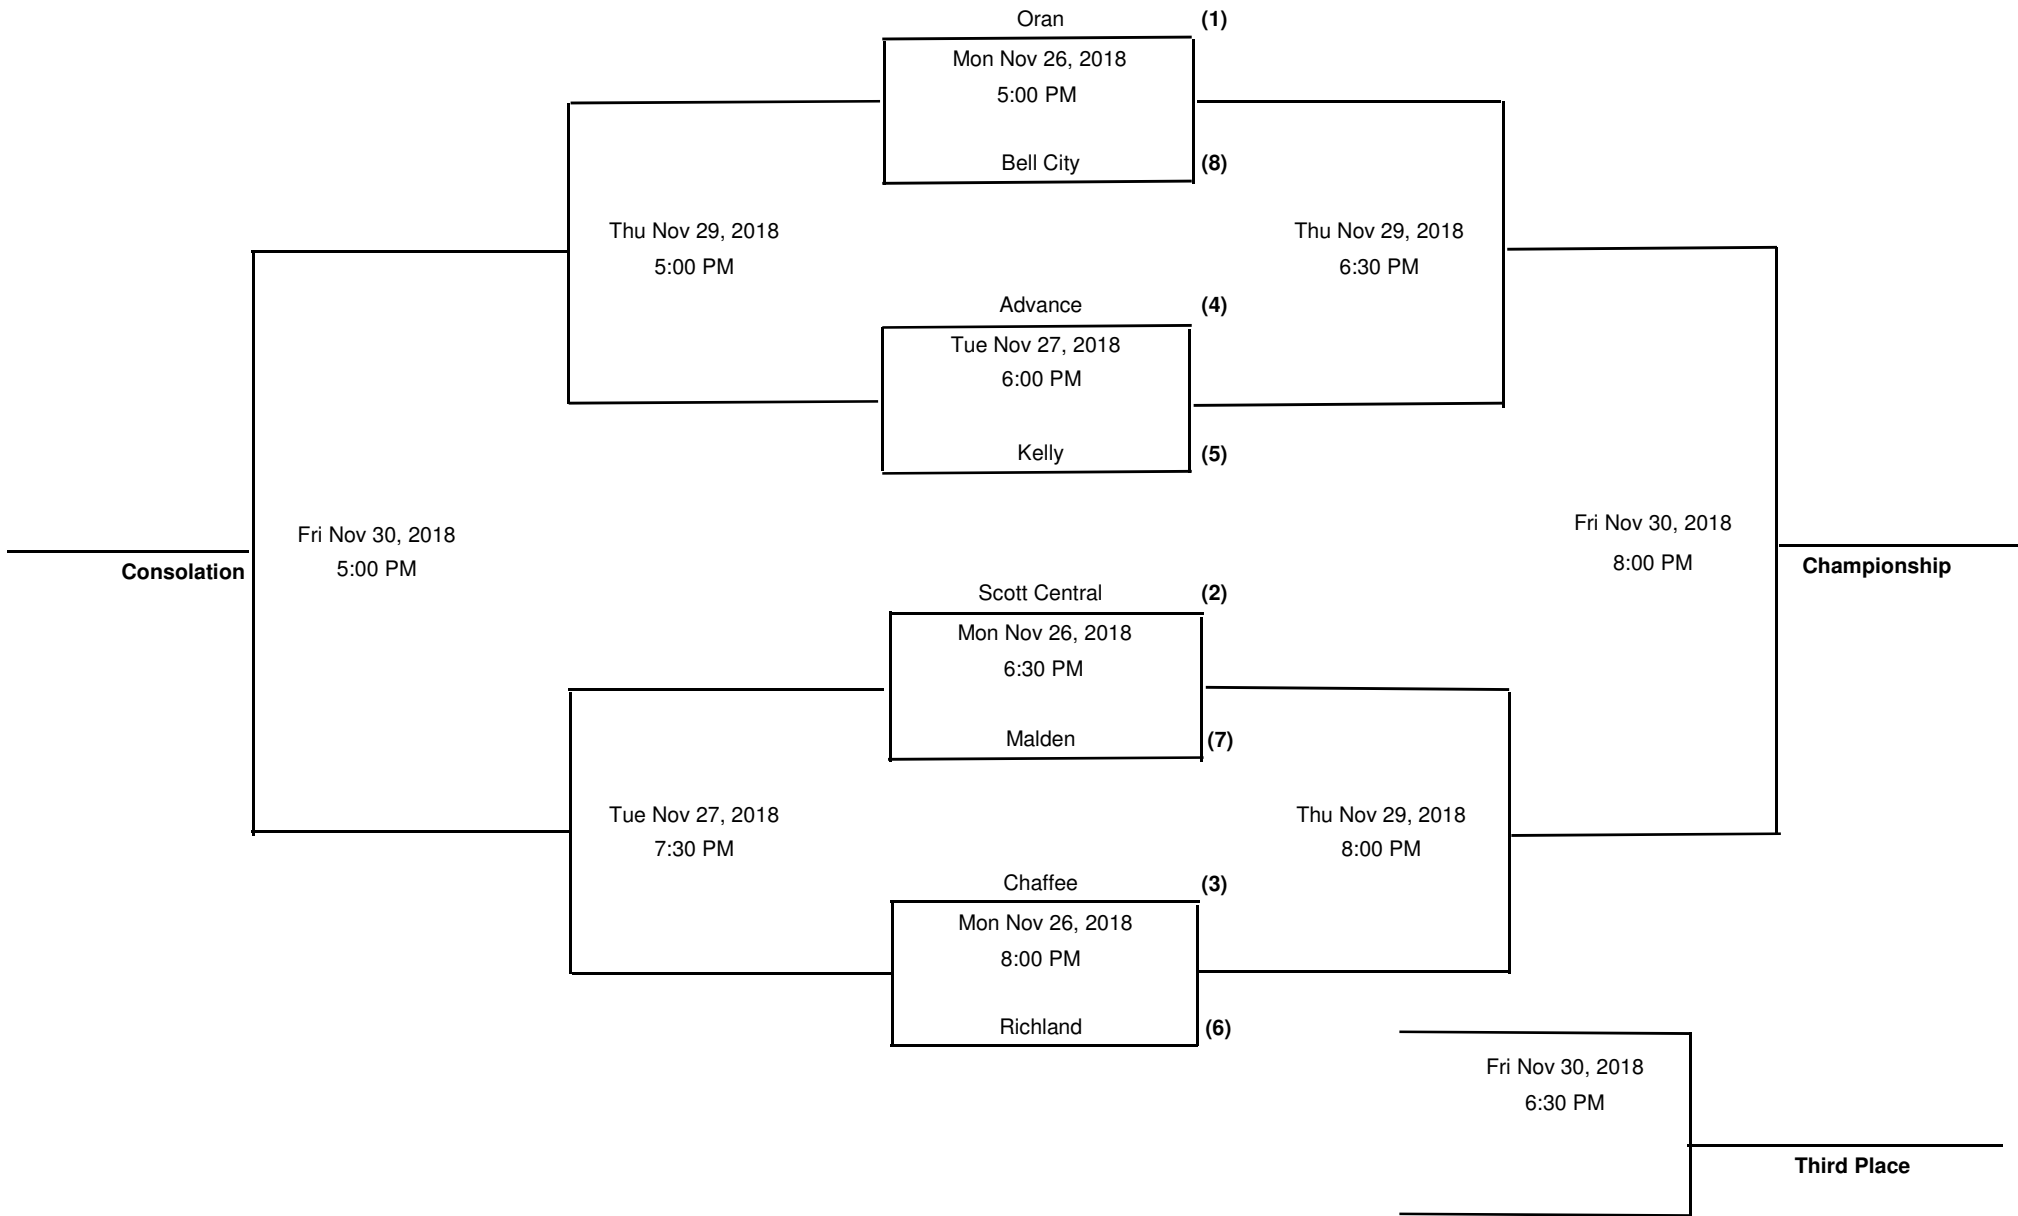 Oran (1)
Mon Nov 26, 2018
5:00 PM
Bell City (8)
Thu Nov 29, 2018
5:00 PM
Thu Nov 29, 2018
6:30 PM
Advance (4)
Tue Nov 27, 2018
6:00 PM
Kelly (5)
Fri Nov 30, 2018
5:00 PM
Consolation
Fri Nov 30, 2018
8:00 PM
Championship
Scott Central (2)
Mon Nov 26, 2018
6:30 PM
Malden (7)
Tue Nov 27, 2018
7:30 PM
Thu Nov 29, 2018
8:00 PM
Chaffee (3)
Mon Nov 26, 2018
8:00 PM
Richland (6)
Fri Nov 30, 2018
6:30 PM
Third Place